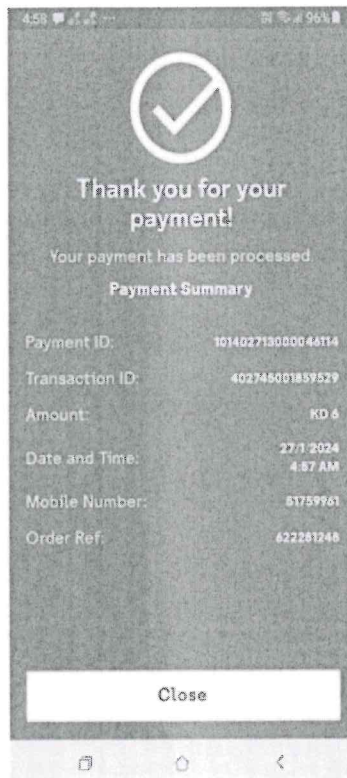 4:58
96%
Thank you for your
payment!
Your payment has been processed
Payment Summary
Payment ID: 101402713000046114
Transaction ID: 402745001859529
Amount: KD 6
Date and Time: 27/1/2024
4:57 AM
Mobile Number: 51759961
Order Ref: 622281248
Close